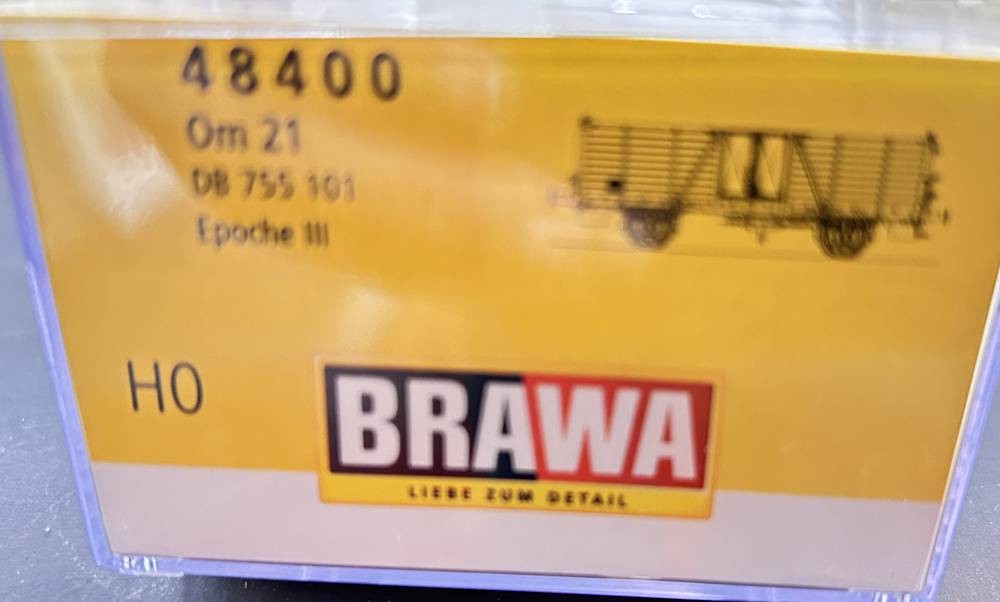 48400
Om 21
DB 755 101
Epoche III
H0
BRAWA
LIEBE ZUM DETAIL